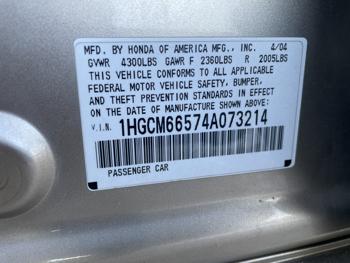 MFD. BY HONDA OF AMERICA MFG., INC. 4/04
GVWR 4300LBS GAWR F 2360LBS R 2005LBS
THIS VEHICLE CONFORMS TO ALL APPLICABLE
FEDERAL MOTOR VEHICLE SAFETY, BUMPER,
AND THEFT PREVENTION STANDARDS IN EFFECT
ON THE DATE OF MANUFACTURE SHOWN ABOVE.
V.I.N. 1HGCM66574A073214
PASSENGER CAR